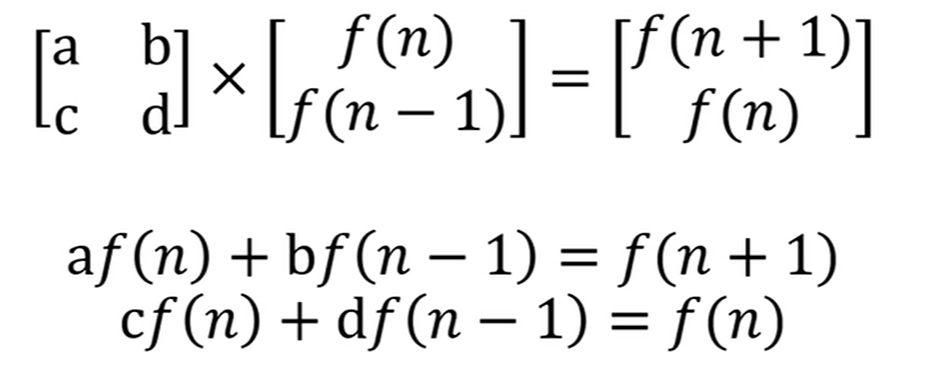 [a b
c d] × [f(n)
f(n − 1)] = [f(n + 1)
f(n)]
af(n) + bf(n − 1) = f(n + 1)
cf(n) + df(n − 1) = f(n)